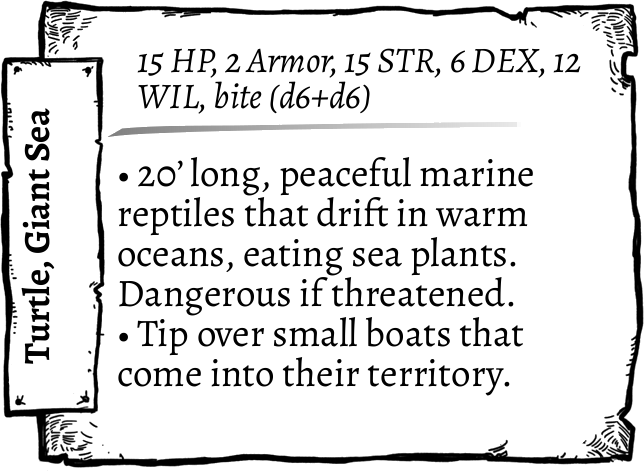 Turtle, Giant Sea
15 HP, 2 Armor, 15 STR, 6 DEX, 12
WIL, bite (d6+d6)
• 20’ long, peaceful marine
reptiles that drift in warm
oceans, eating sea plants.
Dangerous if threatened.
• Tip over small boats that
come into their territory.